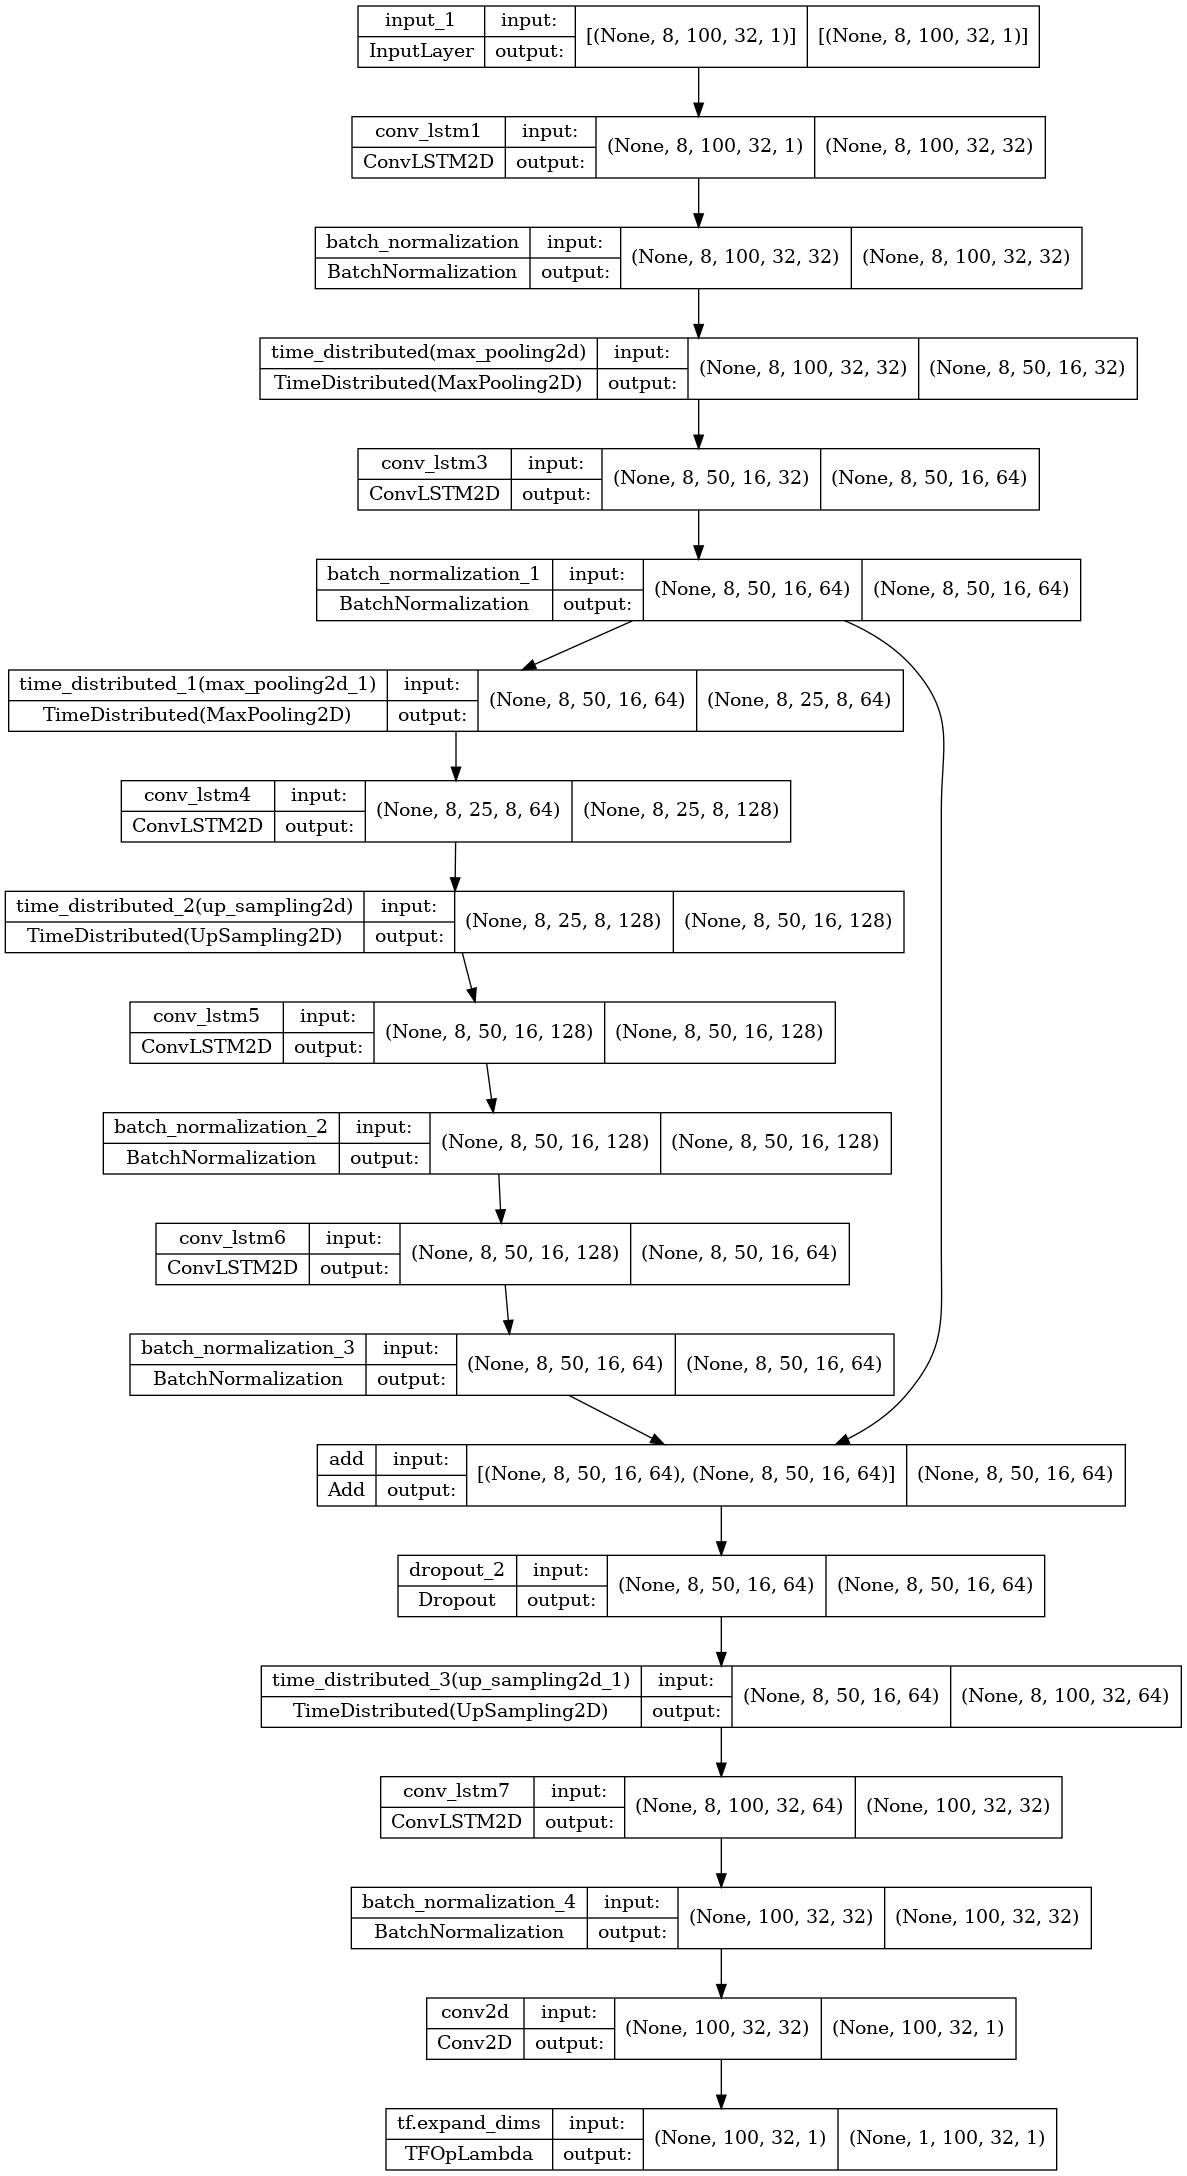 input_1 input: [(None, 8, 100, 32, 1)] [(None, 8, 100, 32, 1)]
InputLayer output:
conv_lstm1 input: (None, 8, 100, 32, 1) (None, 8, 100, 32, 32)
ConvLSTM2D output:
batch_normalization input: (None, 8, 100, 32, 32) (None, 8, 100, 32, 32)
BatchNormalization output:
time_distributed(max_pooling2d) input: (None, 8, 100, 32, 32) (None, 8, 50, 16, 32)
TimeDistributed(MaxPooling2D) output:
conv_lstm3 input: (None, 8, 50, 16, 32) (None, 8, 50, 16, 64)
ConvLSTM2D output:
batch_normalization_1 input: (None, 8, 50, 16, 64) (None, 8, 50, 16, 64)
BatchNormalization output:
time_distributed_1(max_pooling2d_1) input: (None, 8, 50, 16, 64) (None, 8, 25, 8, 64)
TimeDistributed(MaxPooling2D) output:
conv_lstm4 input: (None, 8, 25, 8, 64) (None, 8, 25, 8, 128)
ConvLSTM2D output:
time_distributed_2(up_sampling2d) input: (None, 8, 25, 8, 128) (None, 8, 50, 16, 128)
TimeDistributed(UpSampling2D) output:
conv_lstm5 input: (None, 8, 50, 16, 128) (None, 8, 50, 16, 128)
ConvLSTM2D output:
batch_normalization_2 input: (None, 8, 50, 16, 128) (None, 8, 50, 16, 128)
BatchNormalization output:
conv_lstm6 input: (None, 8, 50, 16, 128) (None, 8, 50, 16, 64)
ConvLSTM2D output:
batch_normalization_3 input: (None, 8, 50, 16, 64) (None, 8, 50, 16, 64)
BatchNormalization output:
add input: [(None, 8, 50, 16, 64), (None, 8, 50, 16, 64)] (None, 8, 50, 16, 64)
Add output:
dropout_2 input: (None, 8, 50, 16, 64) (None, 8, 50, 16, 64)
Dropout output:
time_distributed_3(up_sampling2d_1) input: (None, 8, 50, 16, 64) (None, 8, 100, 32, 64)
TimeDistributed(UpSampling2D) output:
conv_lstm7 input: (None, 8, 100, 32, 64) (None, 100, 32, 32)
ConvLSTM2D output:
batch_normalization_4 input: (None, 100, 32, 32) (None, 100, 32, 32)
BatchNormalization output:
conv2d input: (None, 100, 32, 32) (None, 100, 32, 1)
Conv2D output:
tf.expand_dims input: (None, 100, 32, 1) (None, 1, 100, 32, 1)
TFOpLambda output: